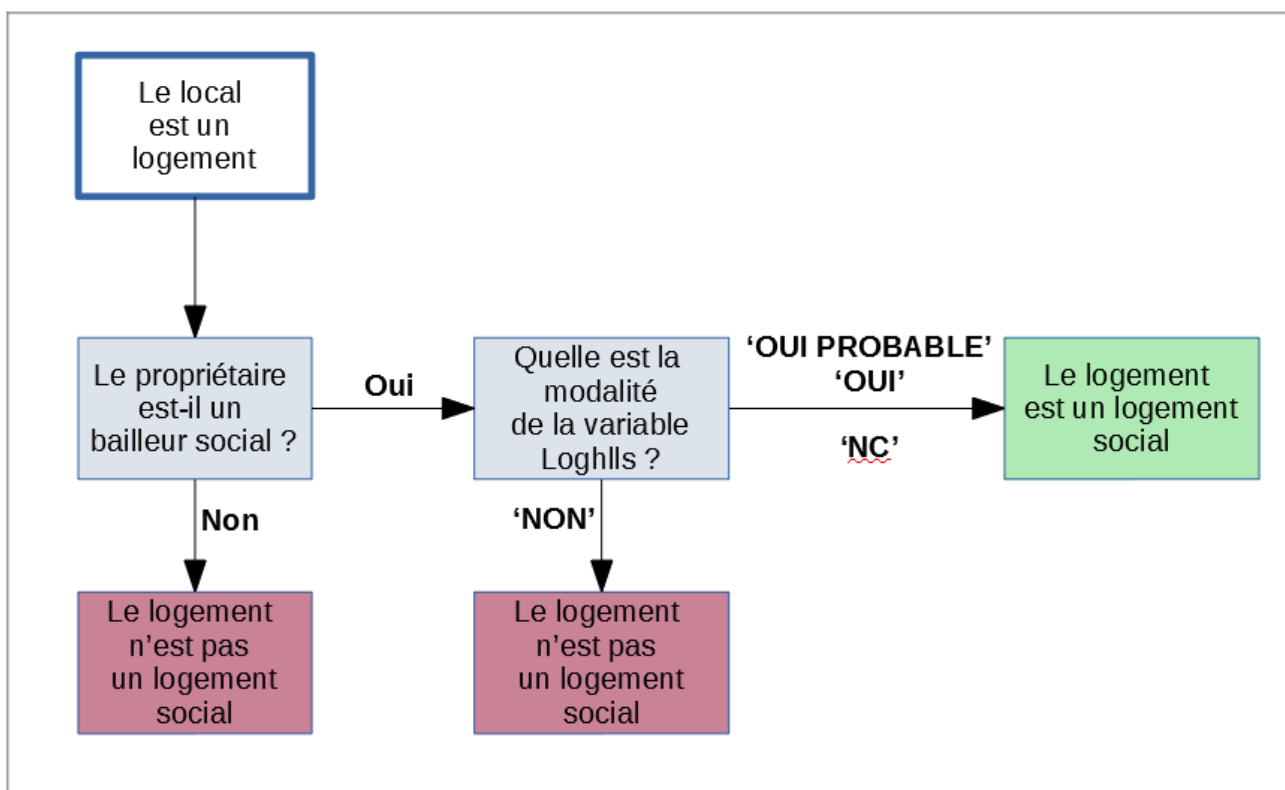 Le local
est un
logement
Le propriétaire
est-il un
bailleur social ?
Oui
Quelle est la
modalité
de la variable
Loghlls ?
‘OUI PROBABLE’
‘OUI’
‘NC’
Le logement
est un logement
social
Non
‘NON’
Le logement
n’est pas
un logement
social
Le logement
n’est pas
un logement
social